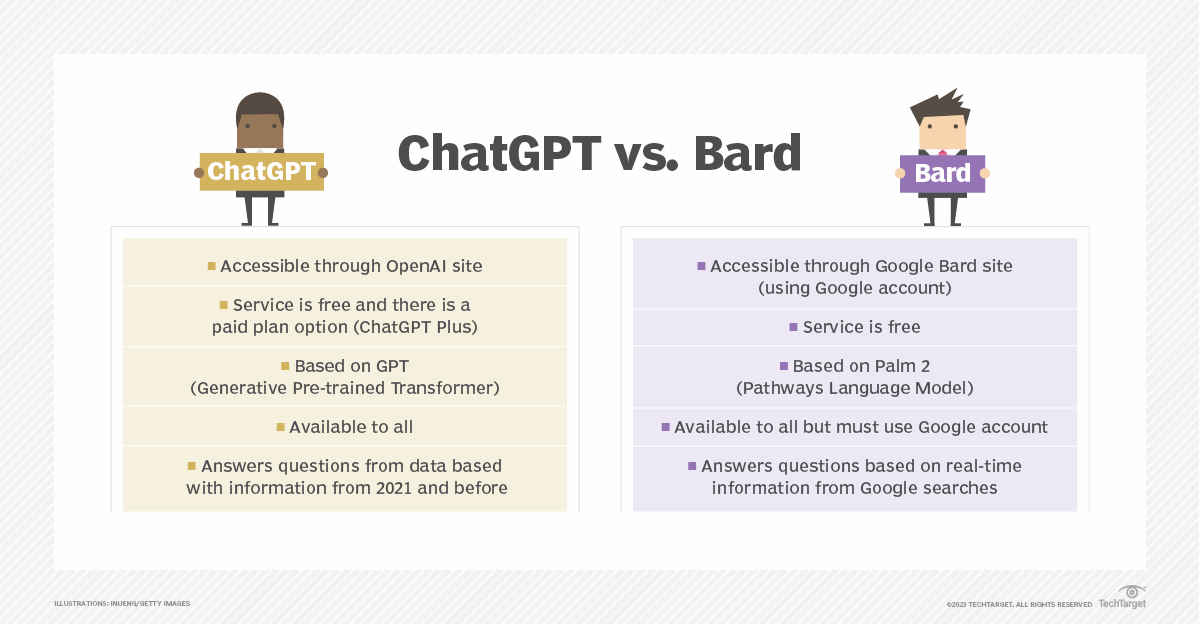 ChatGPT vs. Bard
ChatGPT
Bard
Accessible through OpenAI site
Service is free and there is a
paid plan option (ChatGPT Plus)
Based on GPT
(Generative Pre-trained Transformer)
Available to all
Answers questions from data based
with information from 2021 and before
Accessible through Google Bard site
(using Google account)
Service is free
Based on Palm 2
(Pathways Language Model)
Available to all but must use Google account
Answers questions based on real-time
information from Google searches
ILLUSTRATIONS: INUENG/GETTY IMAGES
©2023 TECHTARGET. ALL RIGHTS RESERVED
TechTarget